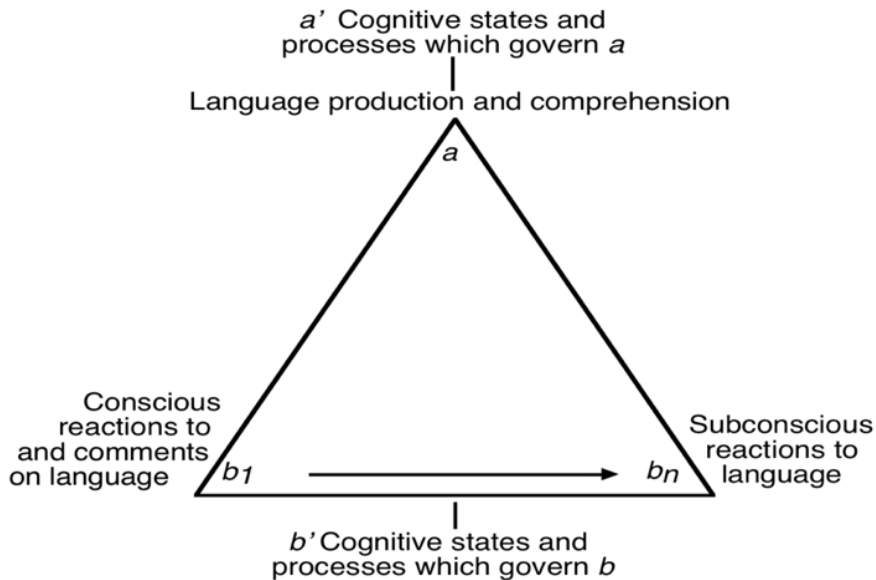 a' Cognitive states and
processes which govern a
Language production and comprehension
a
Conscious
reactions to
and comments
on language
b1
bn
Subconscious
reactions to
language
b' Cognitive states and
processes which govern b